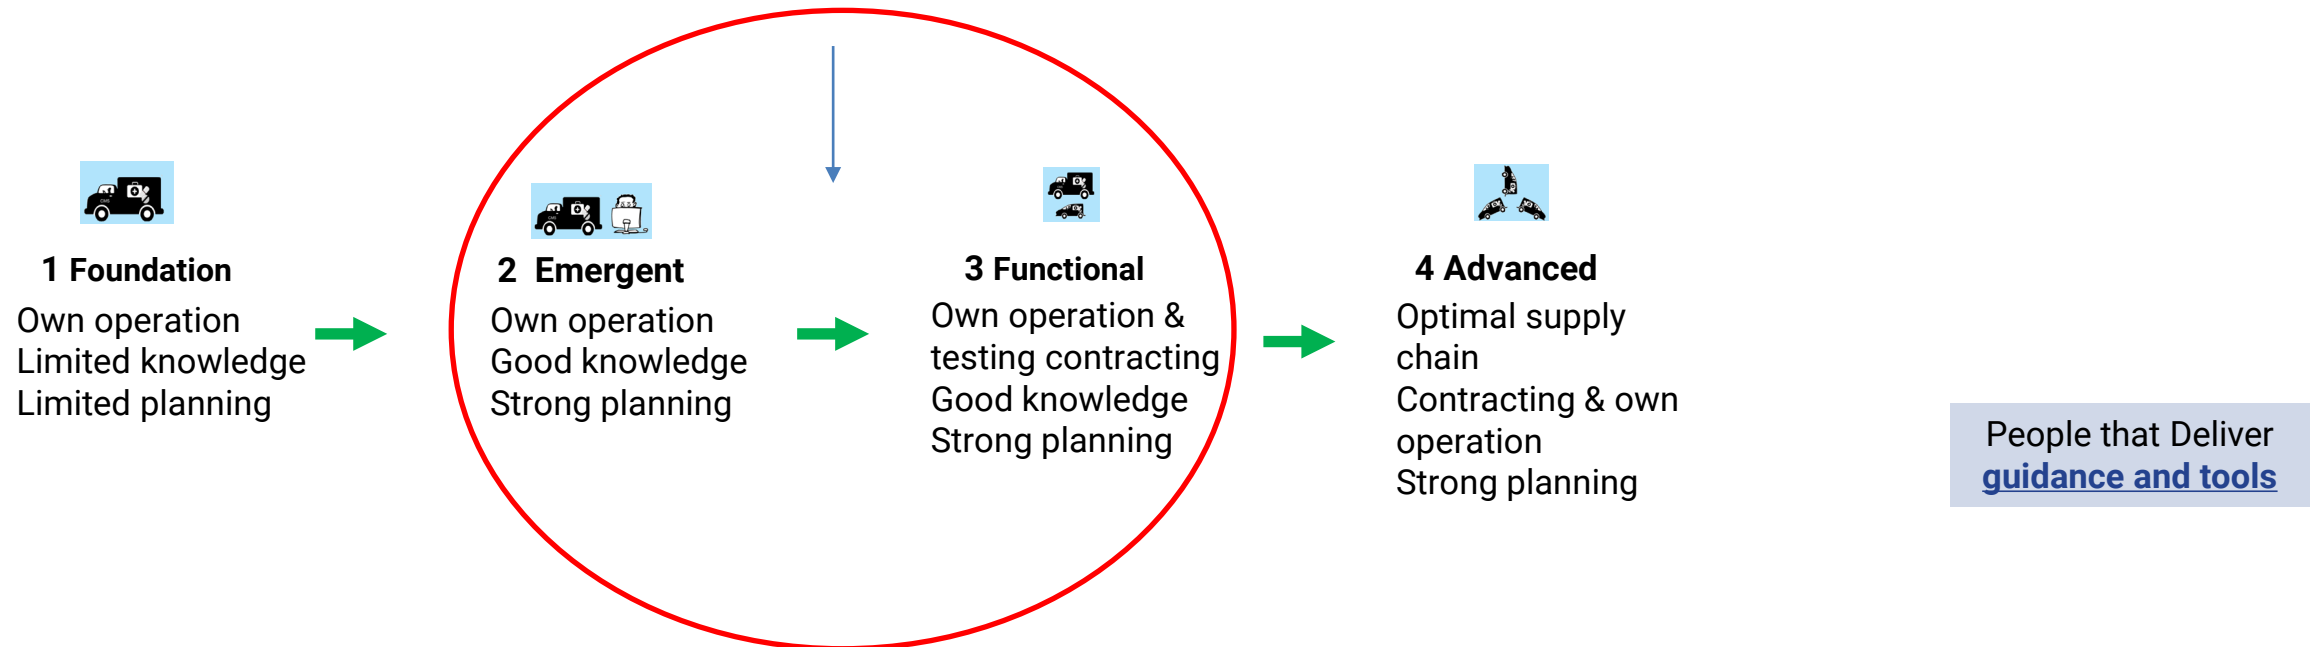 1 Foundation
Own operation
Limited knowledge
Limited planning
2 Emergent
Own operation
Good knowledge
Strong planning
3 Functional
Own operation &
testing contracting
Good knowledge
Strong planning
4 Advanced
Optimal supply
chain
Contracting & own
operation
Strong planning
People that Deliver
guidance and tools